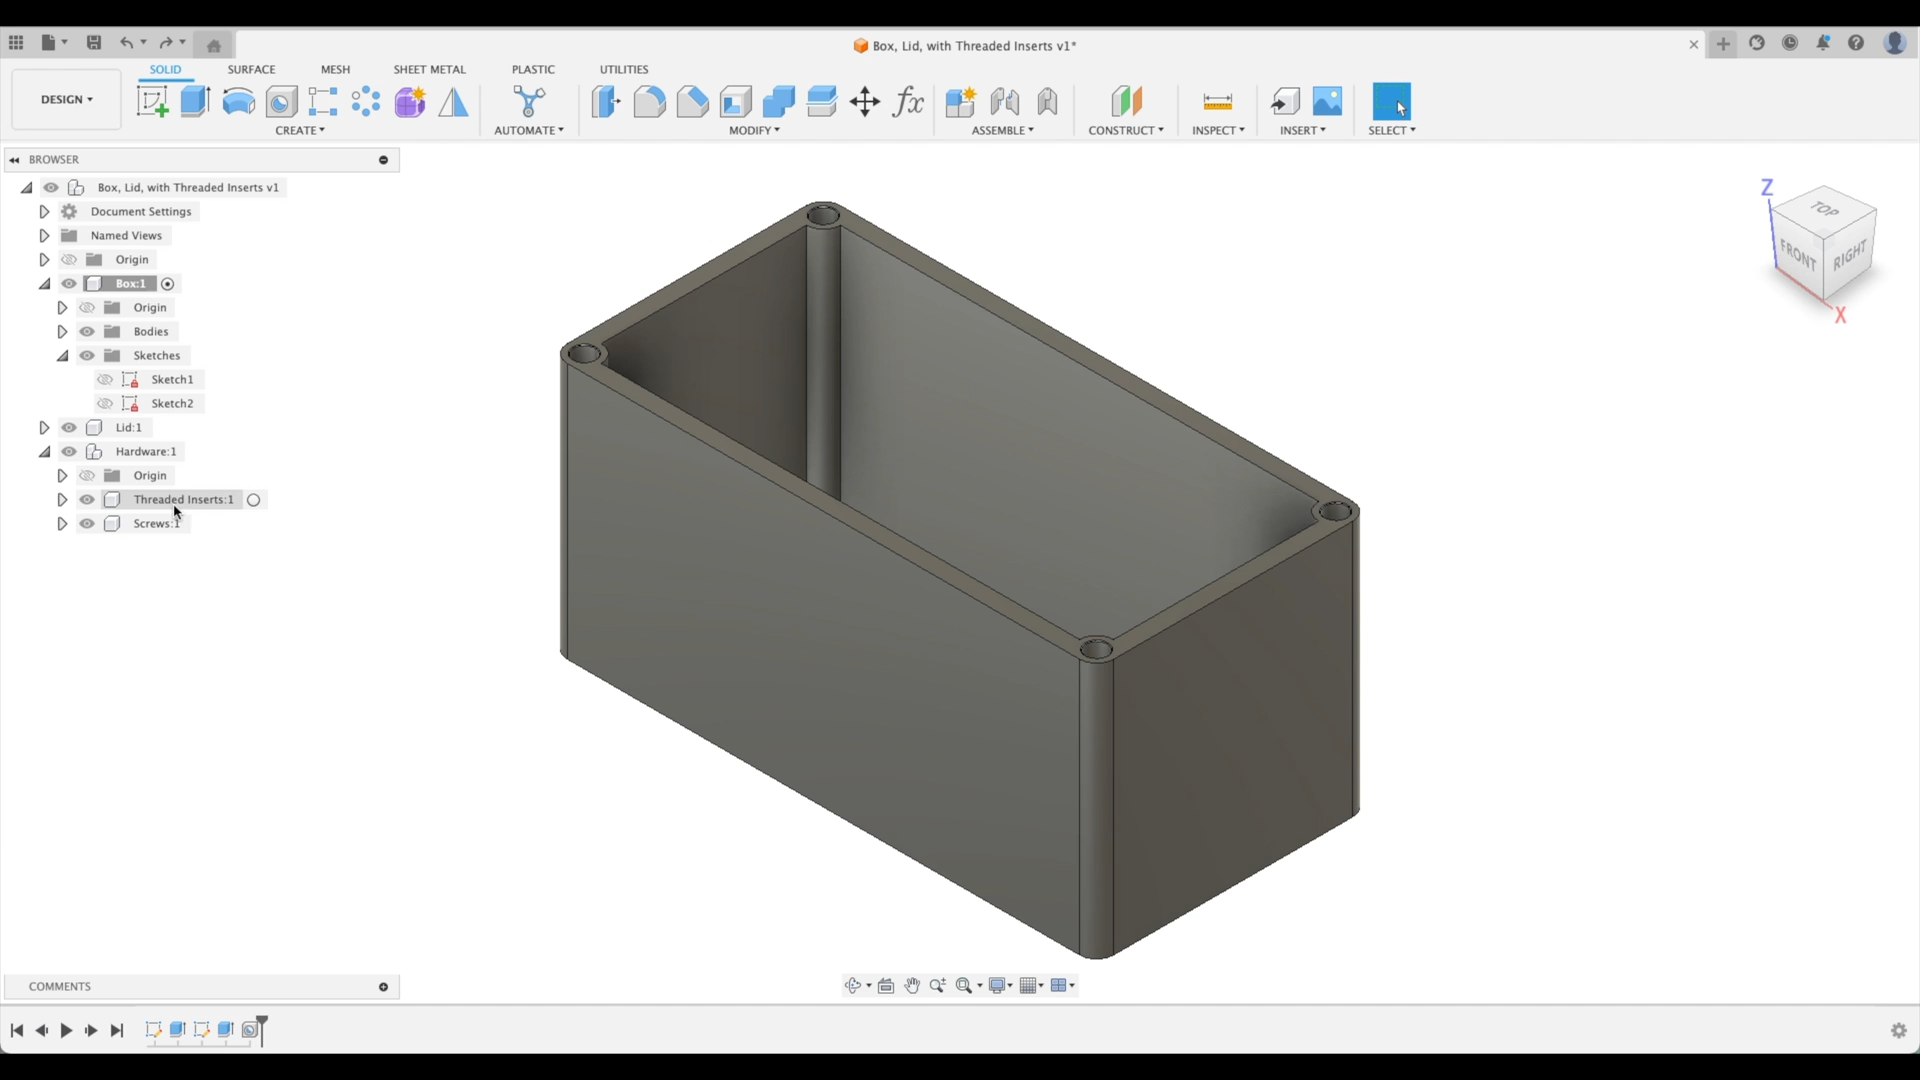 Box, Lid, with Threaded Inserts v1*
SOLID SURFACE MESH SHEET METAL PLASTIC UTILITIES
DESIGN
fx
CREATE AUTOMATE MODIFY ASSEMBLE CONSTRUCT INSPECT INSERT SELECT
BROWSER
Box, Lid, with Threaded Inserts v1
Document Settings
Named Views
Origin
Box:1
Origin
Bodies
Sketches
Sketch1
Sketch2
Lid:1
Hardware:1
Origin
Threaded Inserts:1
Screws:1
Z
TOP
FRONT
RIGHT
X
COMMENTS